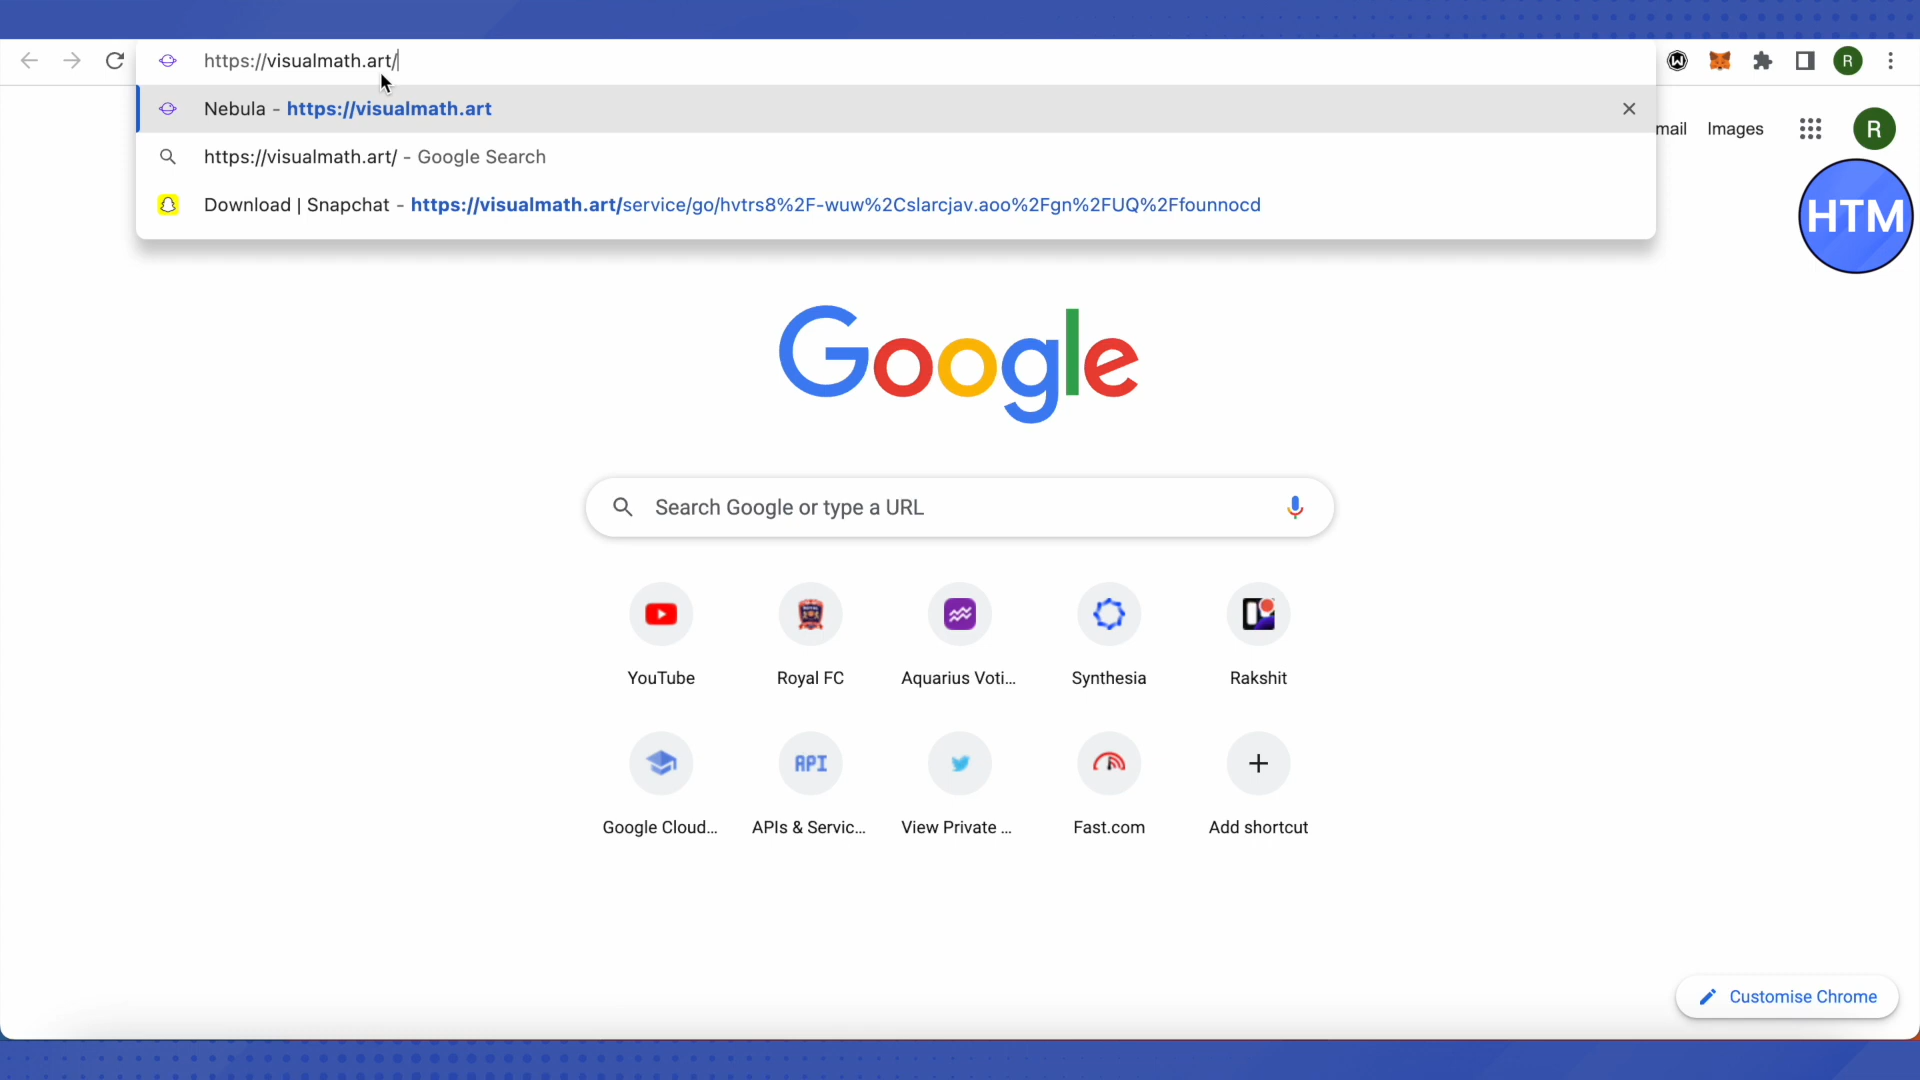 https://visualmath.art/
R
Nebula - https://visualmath.art
https://visualmath.art/ - Google Search
Download | Snapchat - https://visualmath.art/service/go/hvtrs8%2F-wuw%2Cslarcjav.aoo%2Fgn%2FUQ%2Ffounnocd
mail Images R
HTM
Google
Search Google or type a URL
YouTube Royal FC Aquarius Voti... Synthesia Rakshit
API
Google Cloud... APIs & Servic... View Private ... Fast.com Add shortcut
Customise Chrome